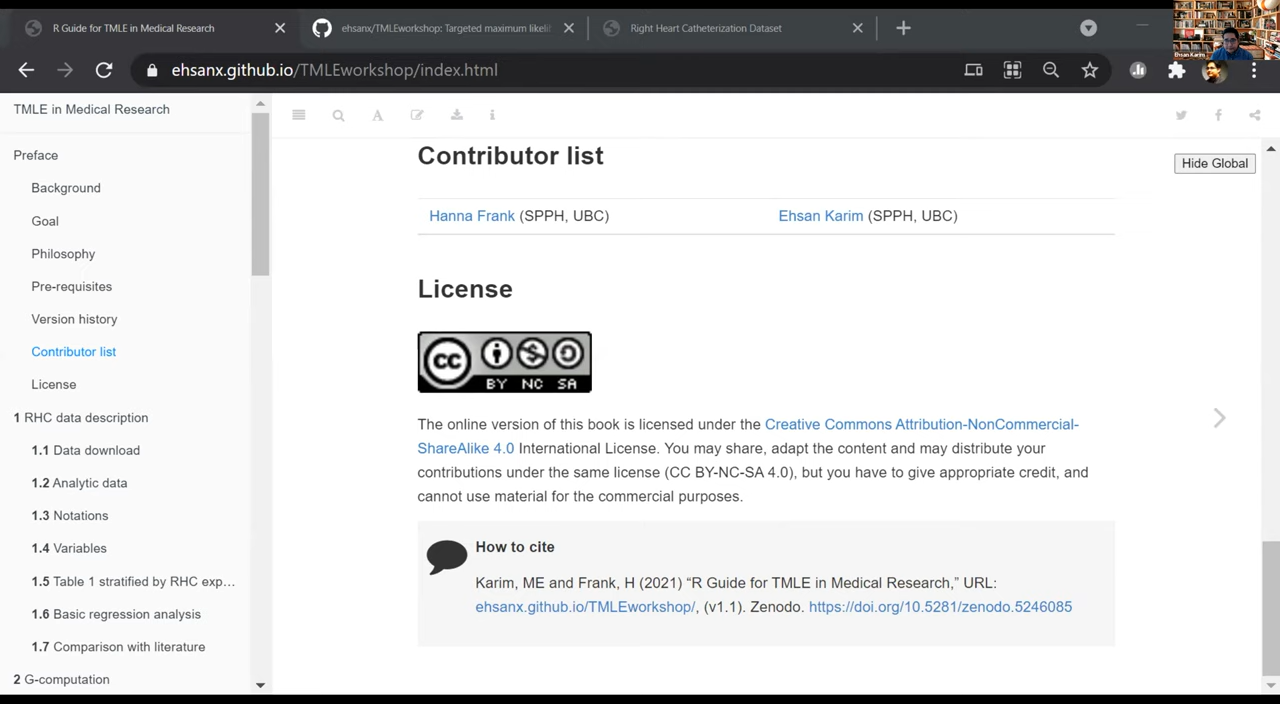 R Guide for TMLE in Medical Research
ehsanx/TMLEworkshop: Targeted maximum likeli
Right Heart Catheterization Dataset
Ehsan Karim
ehsanx.github.io/TMLEworkshop/index.html
TMLE in Medical Research
Preface
Background
Goal
Philosophy
Pre-requisites
Version history
Contributor list
License
1 RHC data description
1.1 Data download
1.2 Analytic data
1.3 Notations
1.4 Variables
1.5 Table 1 stratified by RHC exp...
1.6 Basic regression analysis
1.7 Comparison with literature
2 G-computation
Hide Global
Contributor list
Hanna Frank (SPPH, UBC) Ehsan Karim (SPPH, UBC)
License
CC BY NC SA
The online version of this book is licensed under the Creative Commons Attribution-NonCommercial-
ShareAlike 4.0 International License. You may share, adapt the content and may distribute your
contributions under the same license (CC BY-NC-SA 4.0), but you have to give appropriate credit, and
cannot use material for the commercial purposes.
How to cite
Karim, ME and Frank, H (2021) “R Guide for TMLE in Medical Research,” URL:
ehsanx.github.io/TMLEworkshop/, (v1.1). Zenodo. https://doi.org/10.5281/zenodo.5246085